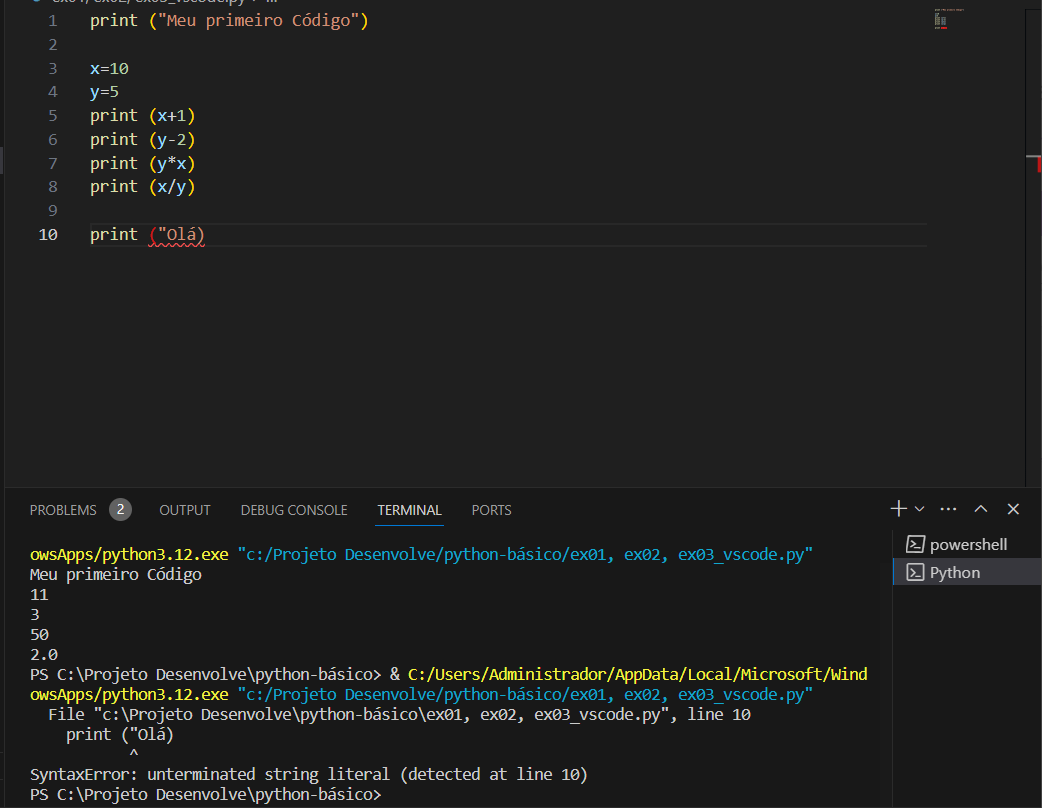 ex01, ex02, ex03_vscode.py > ...
1 print ("Meu primeiro Código")
2
3 x=10
4 y=5
5 print (x+1)
6 print (y-2)
7 print (y*x)
8 print (x/y)
9
10 print ("Olá)
PROBLEMS 2 OUTPUT DEBUG CONSOLE TERMINAL PORTS
powershell
Python
owsApps/python3.12.exe "c:/Projeto Desenvolve/python-básico/ex01, ex02, ex03_vscode.py"
Meu primeiro Código
11
3
50
2.0
PS C:\Projeto Desenvolve\python-básico> & C:/Users/Administrador/AppData/Local/Microsoft/Wind
owsApps/python3.12.exe "c:/Projeto Desenvolve/python-básico/ex01, ex02, ex03_vscode.py"
File "c:\Projeto Desenvolve\python-básico\ex01, ex02, ex03_vscode.py", line 10
print ("Olá)
^
SyntaxError: unterminated string literal (detected at line 10)
PS C:\Projeto Desenvolve\python-básico>